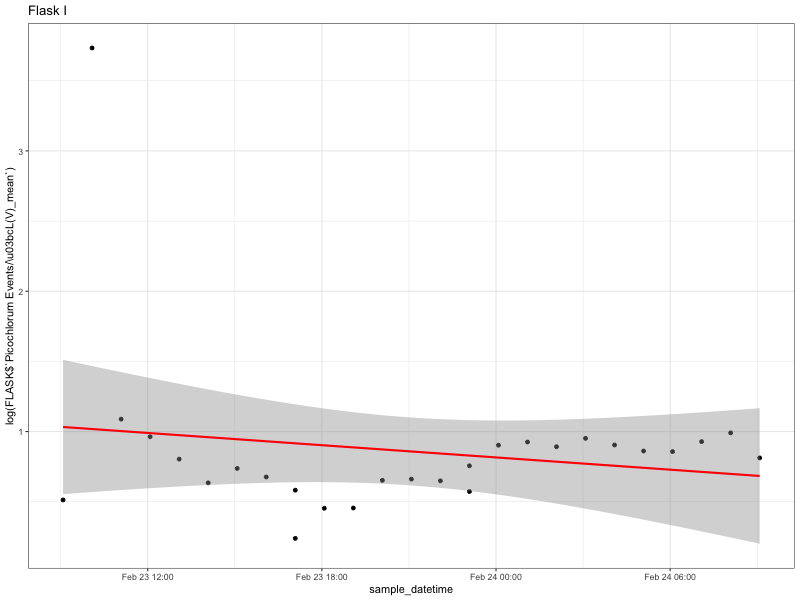 Flask I
log(FLASK$`Picochlorum Events/\u03bcL(V)_mean`)
3
2
1
Feb 23 12:00
Feb 23 18:00
Feb 24 00:00
Feb 24 06:00
sample_datetime